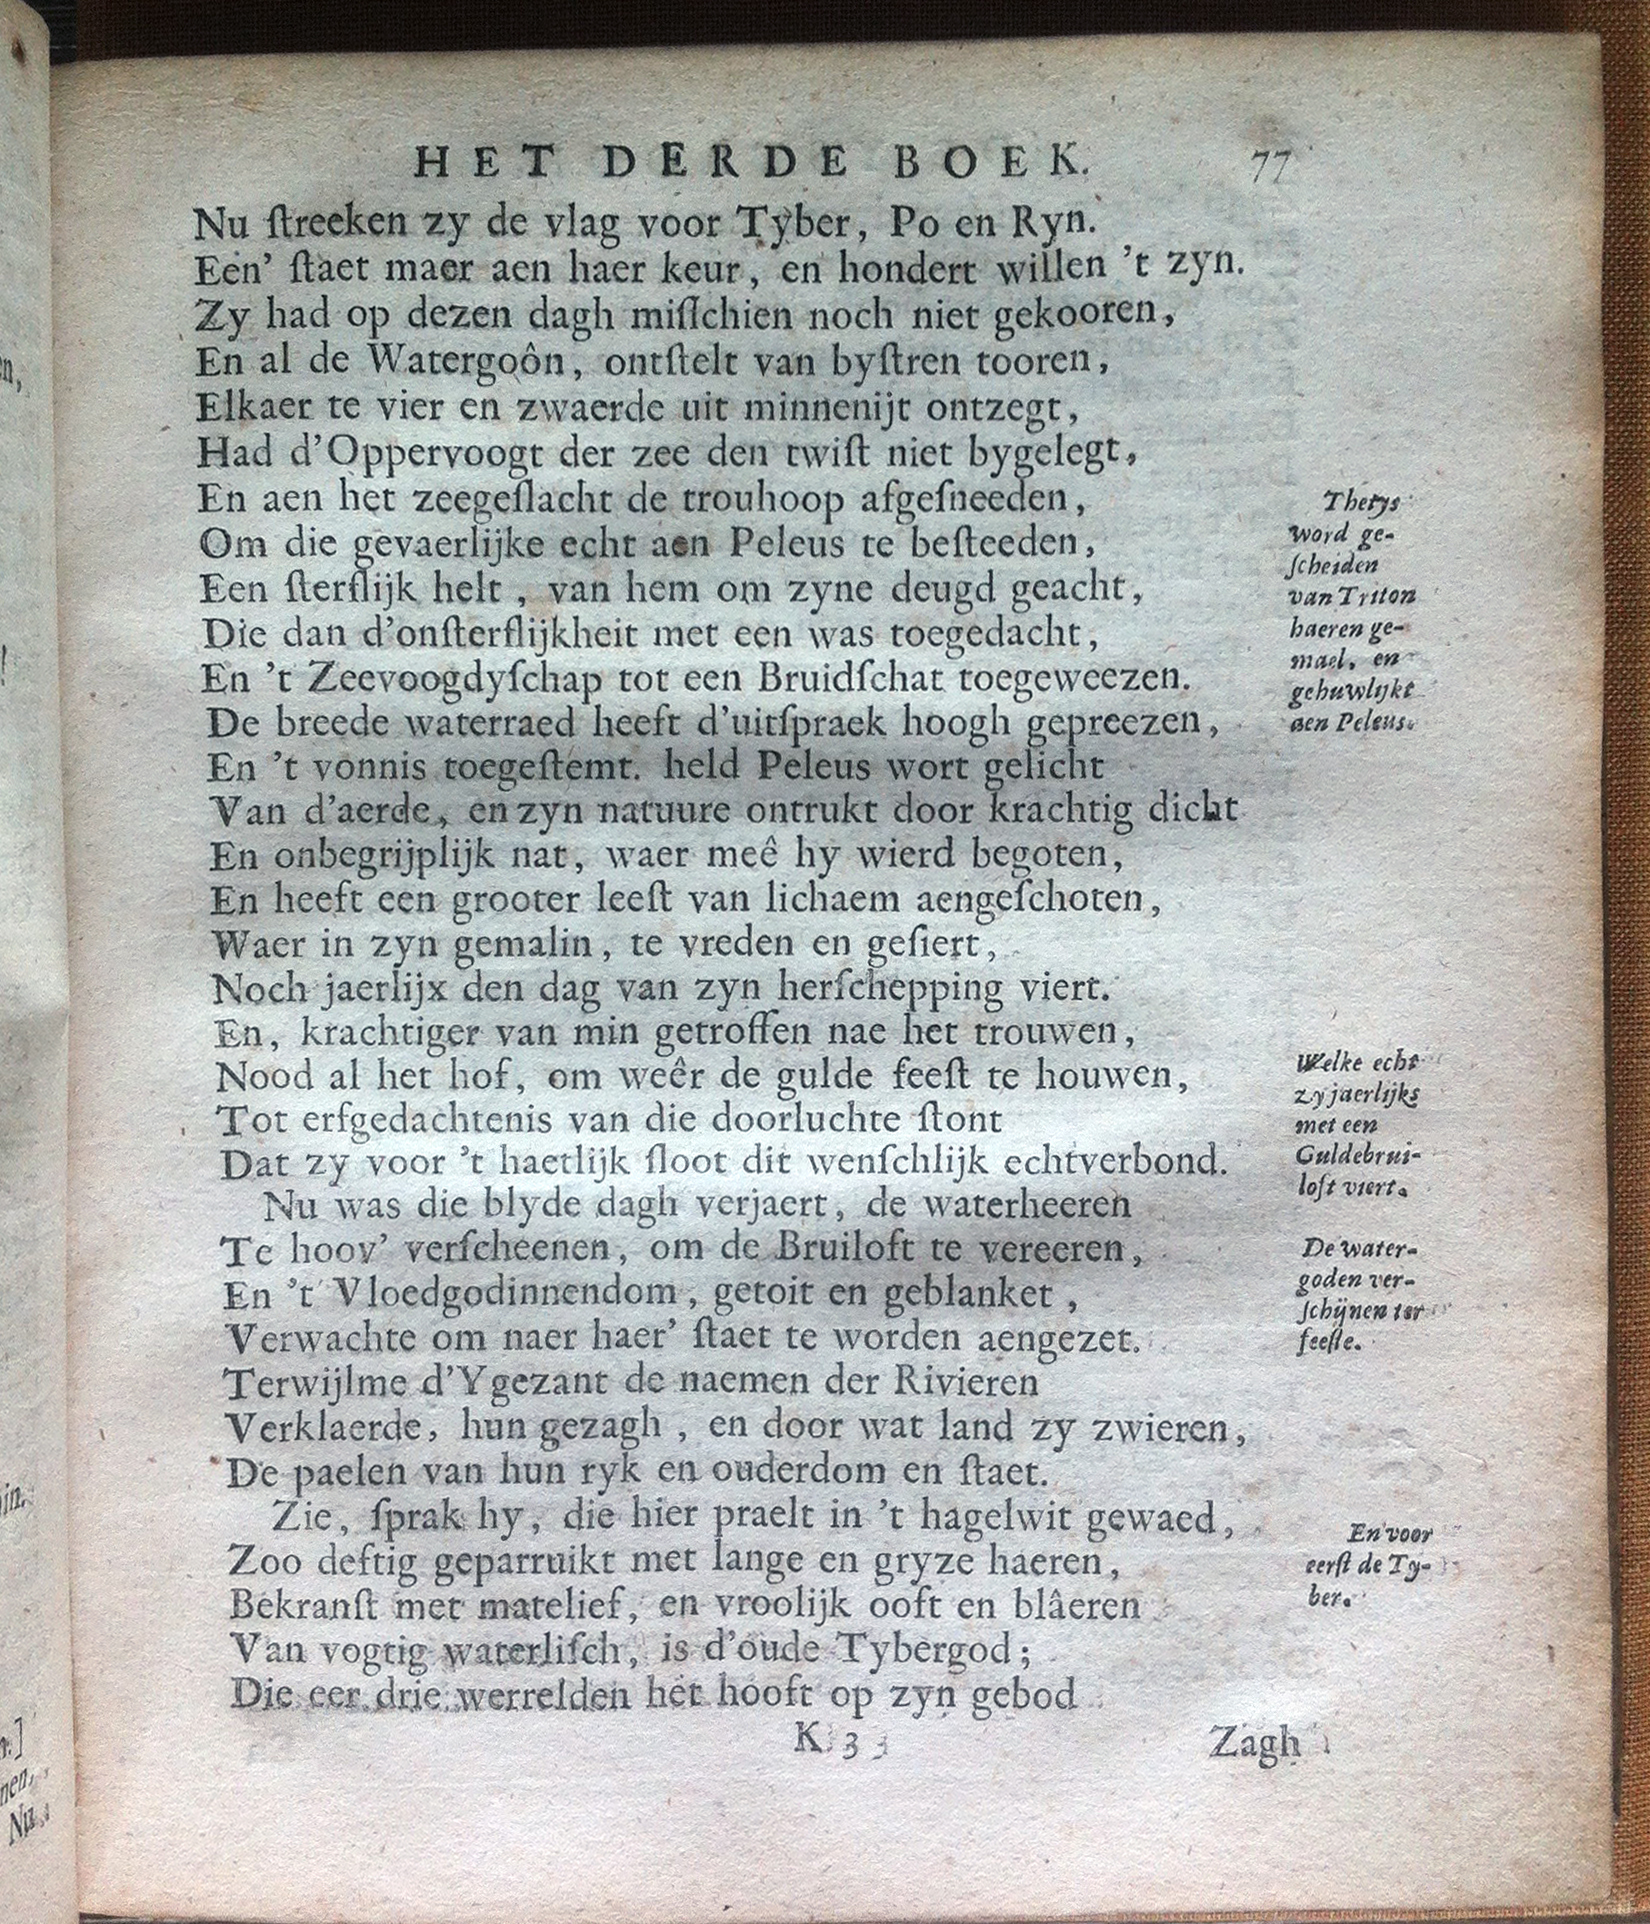 HET DERDE BOEK. 77
Nu ſtreeken zy de vlag voor Tyber, Po en Ryn.
Een' ſtaet maer aen haer keur, en hondert willen 't zyn.
Zy had op dezen dagh miſſchien noch niet gekooren,
En al de Watergoôn, ontſtelt van byſtren tooren,
Elkaer te vier en zwaerde uit minnenijt ontzegt,
Had d'Oppervoogt der zee den twiſt niet bygelegt,
En aen het zeegeſlacht de trouhoop afgeſneeden,
Om die gevaerlijke echt aen Peleus te beſteeden,
Een ſterflijk helt, van hem om zyne deugd geacht,
Die dan d'onſterflijkheit met een was toegedacht,
En 't Zeevoogdyſchap tot een Bruidſchat toegeweezen.
De breede waterraed heeft d'uitſpraek hoogh gepreezen,
En 't vonnis toegeſtemt. held Peleus wort gelicht
Van d'aerde, en zyn natuure ontrukt door krachtig dicht
En onbegrijplijk nat, waer meê hy wierd begoten,
En heeft een grooter leeſt van lichaem aengeſchoten,
Waer in zyn gemalin, te vreden en geſiert,
Noch jaerlijx den dag van zyn herſchepping viert.
En, krachtiger van min getroffen nae het trouwen,
Nood al het hof, om weêr de gulde feeſt te houwen,
Tot erfgedachtenis van die doorluchte ſtont
Dat zy voor 't haetlijk ſloot dit wenſchlijk echtverbond.
Nu was die blyde dagh verjaert, de waterheeren
Te hoov' verſcheenen, om de Bruiloft te vereeren,
En 't Vloedgodinnendom, getoit en geblanket,
Verwachte om naer haer' ſtaet te worden aengezet.
Terwijlme d'Ygezant de naemen der Rivieren
Verklaerde, hun gezagh, en door wat land zy zwieren,
De paelen van hun ryk en ouderdom en ſtaet.
Zie, ſprak hy, die hier praelt in 't hagelwit gewaed,
Zoo deftig geparruikt met lange en gryze haeren,
Bekranſt met matelief, en vroolijk ooft en blâeren
Van vogtig waterliſch, is d'oude Tybergod;
Die eer drie werrelden het hooft op zyn gebod
K 3 Zagh
Thetys
word ge-
ſcheiden
van Triton
haeren ge-
mael, en
gehuwlijkt
aen Peleus.
Welke echt
zy jaerlijks
met een
Guldebrui-
loft viert.
De water-
goden ver-
ſchijnen ter
feeſte.
En voor
eerſt de Ty-
ber.